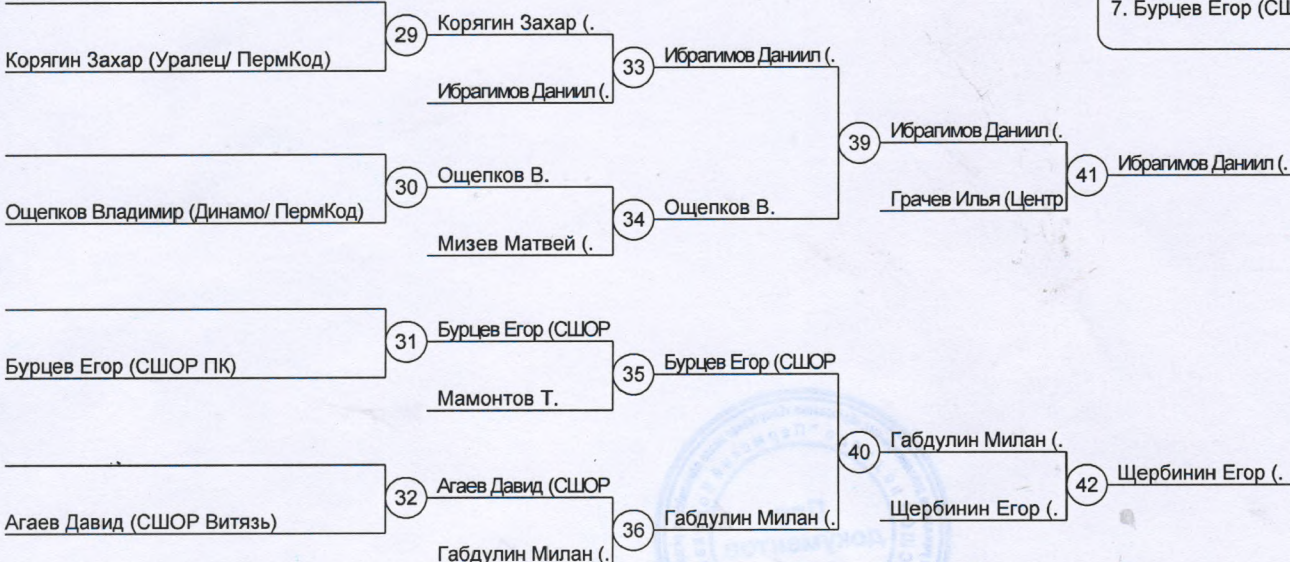 7. Бурцев Егор (СШ
29
Корягин Захар (.
Корягин Захар (Уралец/ ПермКод)
33
Ибрагимов Даниил (.
Ибрагимов Даниил (.
39
Ибрагимов Даниил (.
41
Ибрагимов Даниил (.
30
Ощепков В.
Ощепков Владимир (Динамо/ ПермКод)
34
Ощепков В.
Грачев Илья (Центр
Мизев Матвей (.
31
Бурцев Егор (СШОР
Бурцев Егор (СШОР ПК)
35
Бурцев Егор (СШОР
Мамонтов Т.
40
Габдулин Милан (.
42
Щербинин Егор (.
32
Агаев Давид (СШОР
Агаев Давид (СШОР Витязь)
36
Габдулин Милан (.
Щербинин Егор (.
Габдулин Милан (.
документов